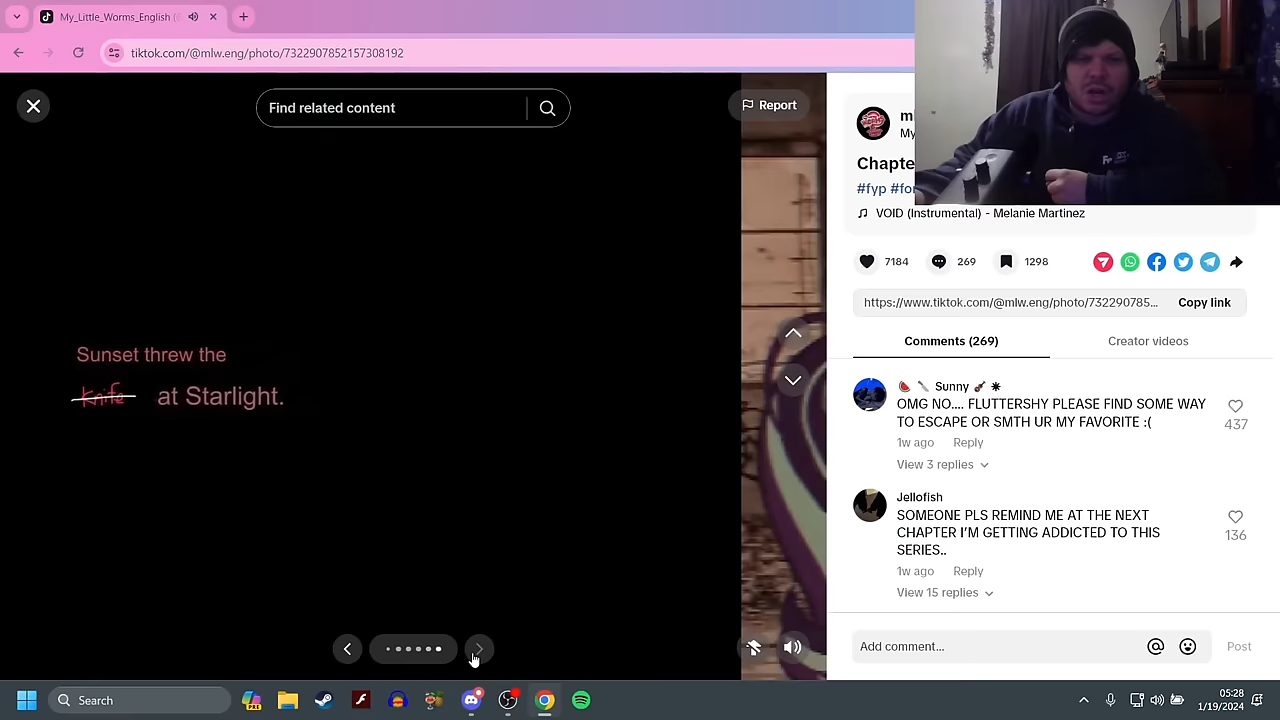 My_Little_Worms_English (
tiktok.com/@mlw.eng/photo/7322907852157308192
Find related content
Report
Sunset threw the
knife at Starlight.
ml
My
Chapte
#fyp #for
VOID (Instrumental) - Melanie Martinez
7184
269
1298
https://www.tiktok.com/@mlw.eng/photo/732290785...
Copy link
Comments (269)
Creator videos
Sunny
OMG NO.... FLUTTERSHY PLEASE FIND SOME WAY
TO ESCAPE OR SMTH UR MY FAVORITE :(
437
1w ago
Reply
View 3 replies
Jellofish
SOMEONE PLS REMIND ME AT THE NEXT
CHAPTER I'M GETTING ADDICTED TO THIS
SERIES..
136
1w ago
Reply
View 15 replies
Add comment...
Post
Search
05:28
1/19/2024